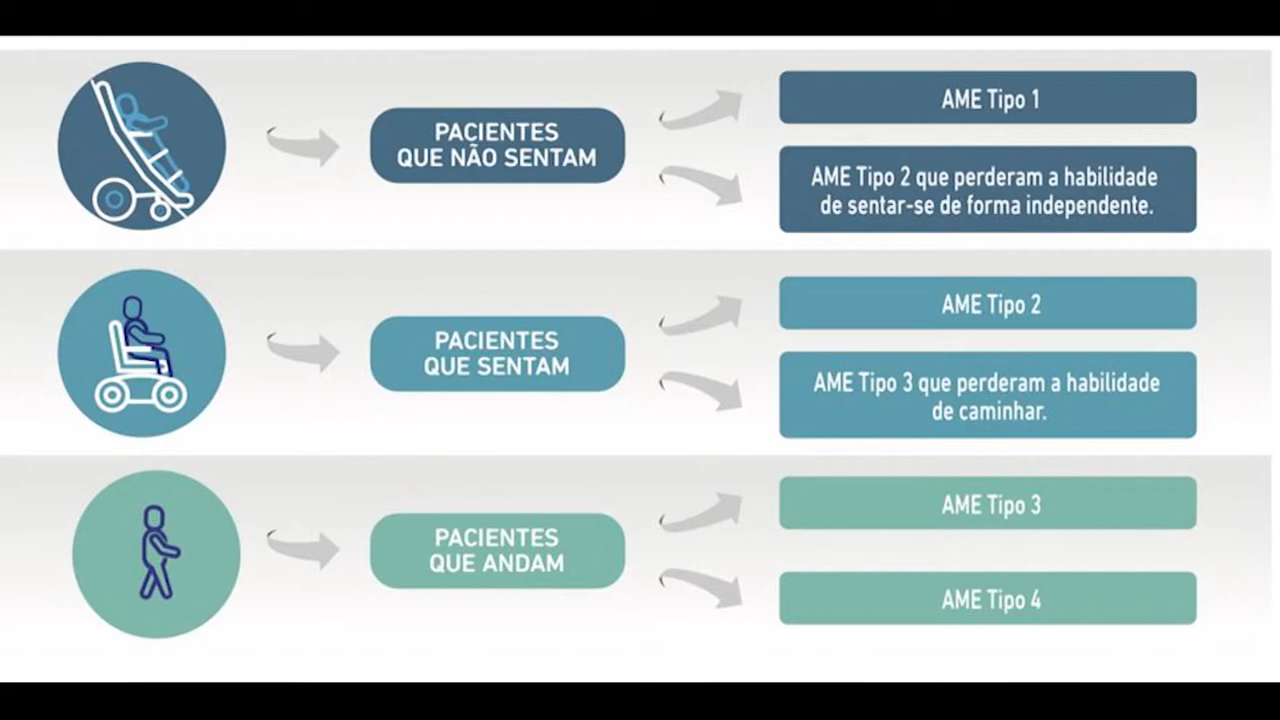 PACIENTES
QUE NÃO SENTAM
AME Tipo 1
AME Tipo 2 que perderam a habilidade
de sentar-se de forma independente.
PACIENTES
QUE SENTAM
AME Tipo 2
AME Tipo 3 que perderam a habilidade
de caminhar.
PACIENTES
QUE ANDAM
AME Tipo 3
AME Tipo 4